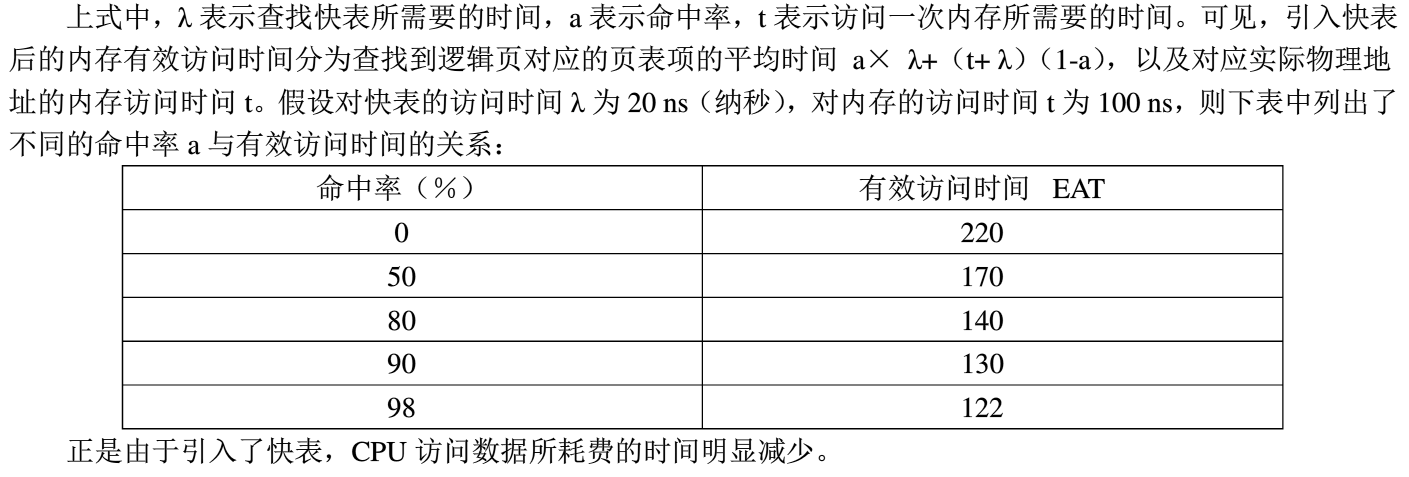 上式中，λ 表示查找快表所需要的时间，a 表示命中率，t 表示访问一次内存所需要的时间。可见，引入快表
后的内存有效访问时间分为查找到逻辑页对应的页表项的平均时间 a× λ+（t+ λ）（1-a），以及对应实际物理地
址的内存访问时问 t。假设对快表的访问时间 λ 为 20 ns（纳秒），对内存的访问时间 t 为 100 ns，则下表中列出了
不同的命中率 a 与有效访问时间的关系：
命中率（%） 有效访问时间 EAT
0 220
50 170
80 140
90 130
98 122
正是由于引入了快表，CPU 访问数据所耗费的时间明显减少。